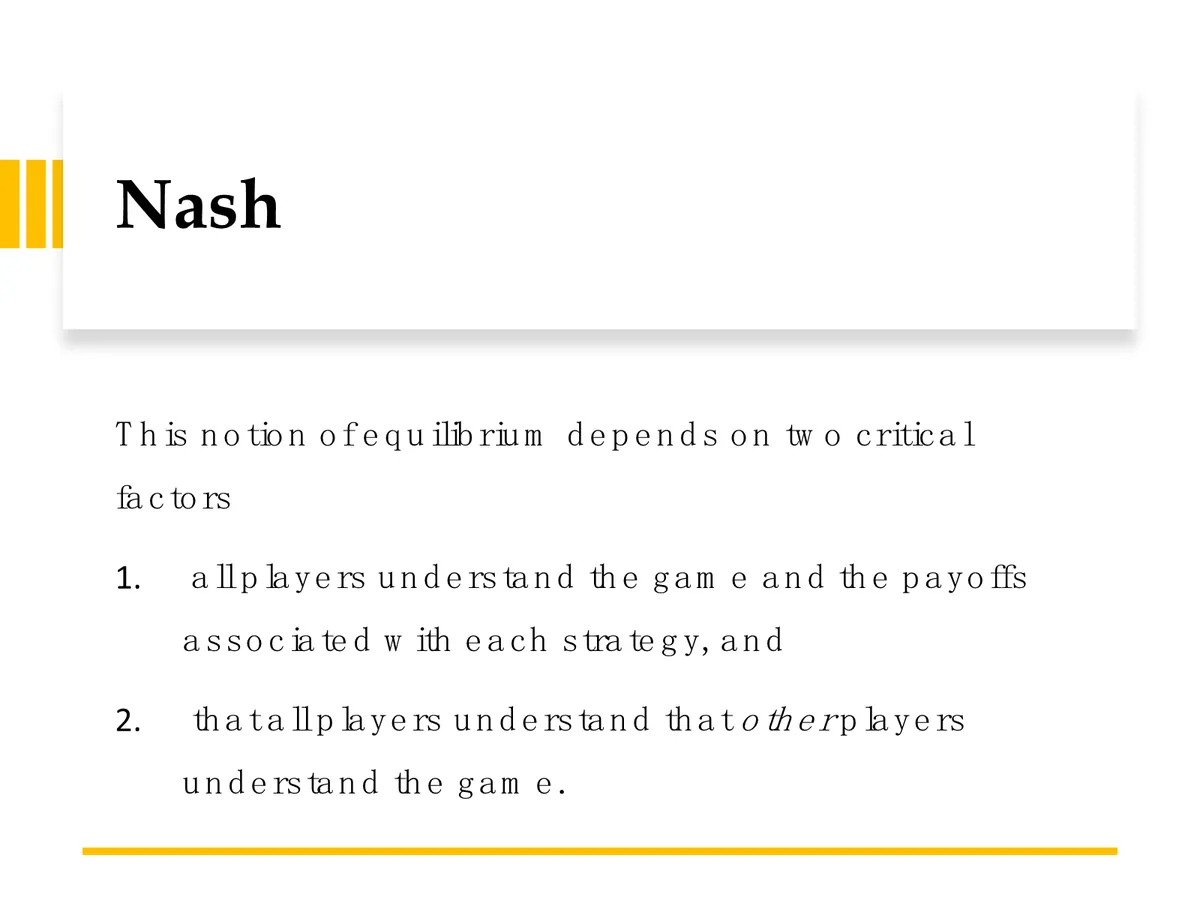 Nash
This notion of equilibrium depends on two critical
factors
1. all players understand the game and the payoffs
associated with each strategy, and
2. that all players understand that other players
understand the game.